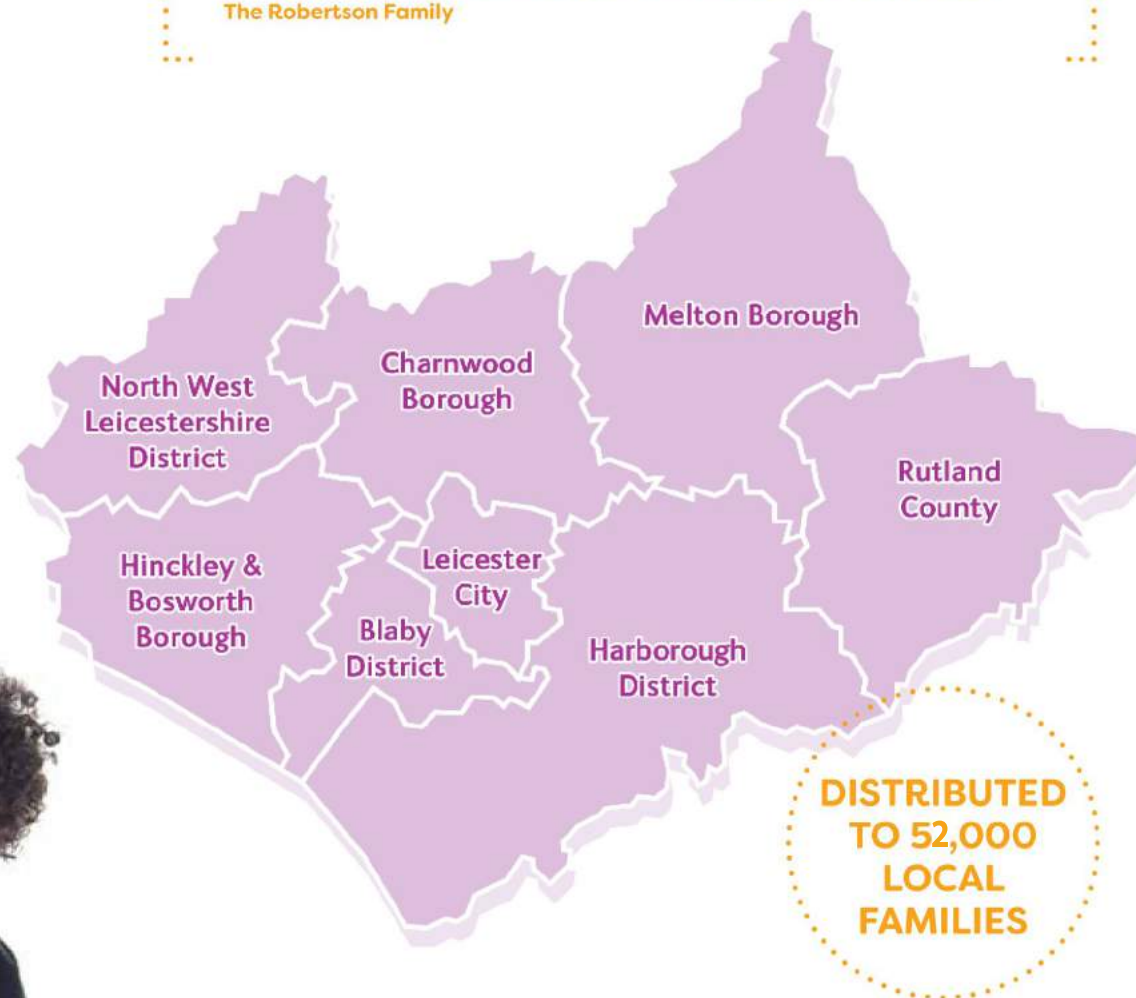 The Robertson Family
Melton Borough
Charnwood
Borough
North West
Leicestershire
District
Rutland
County
Hinckley &
Bosworth
Borough
Leicester
City
Blaby
District
Harborough
District
DISTRIBUTED
TO 52,000
LOCAL
FAMILIES